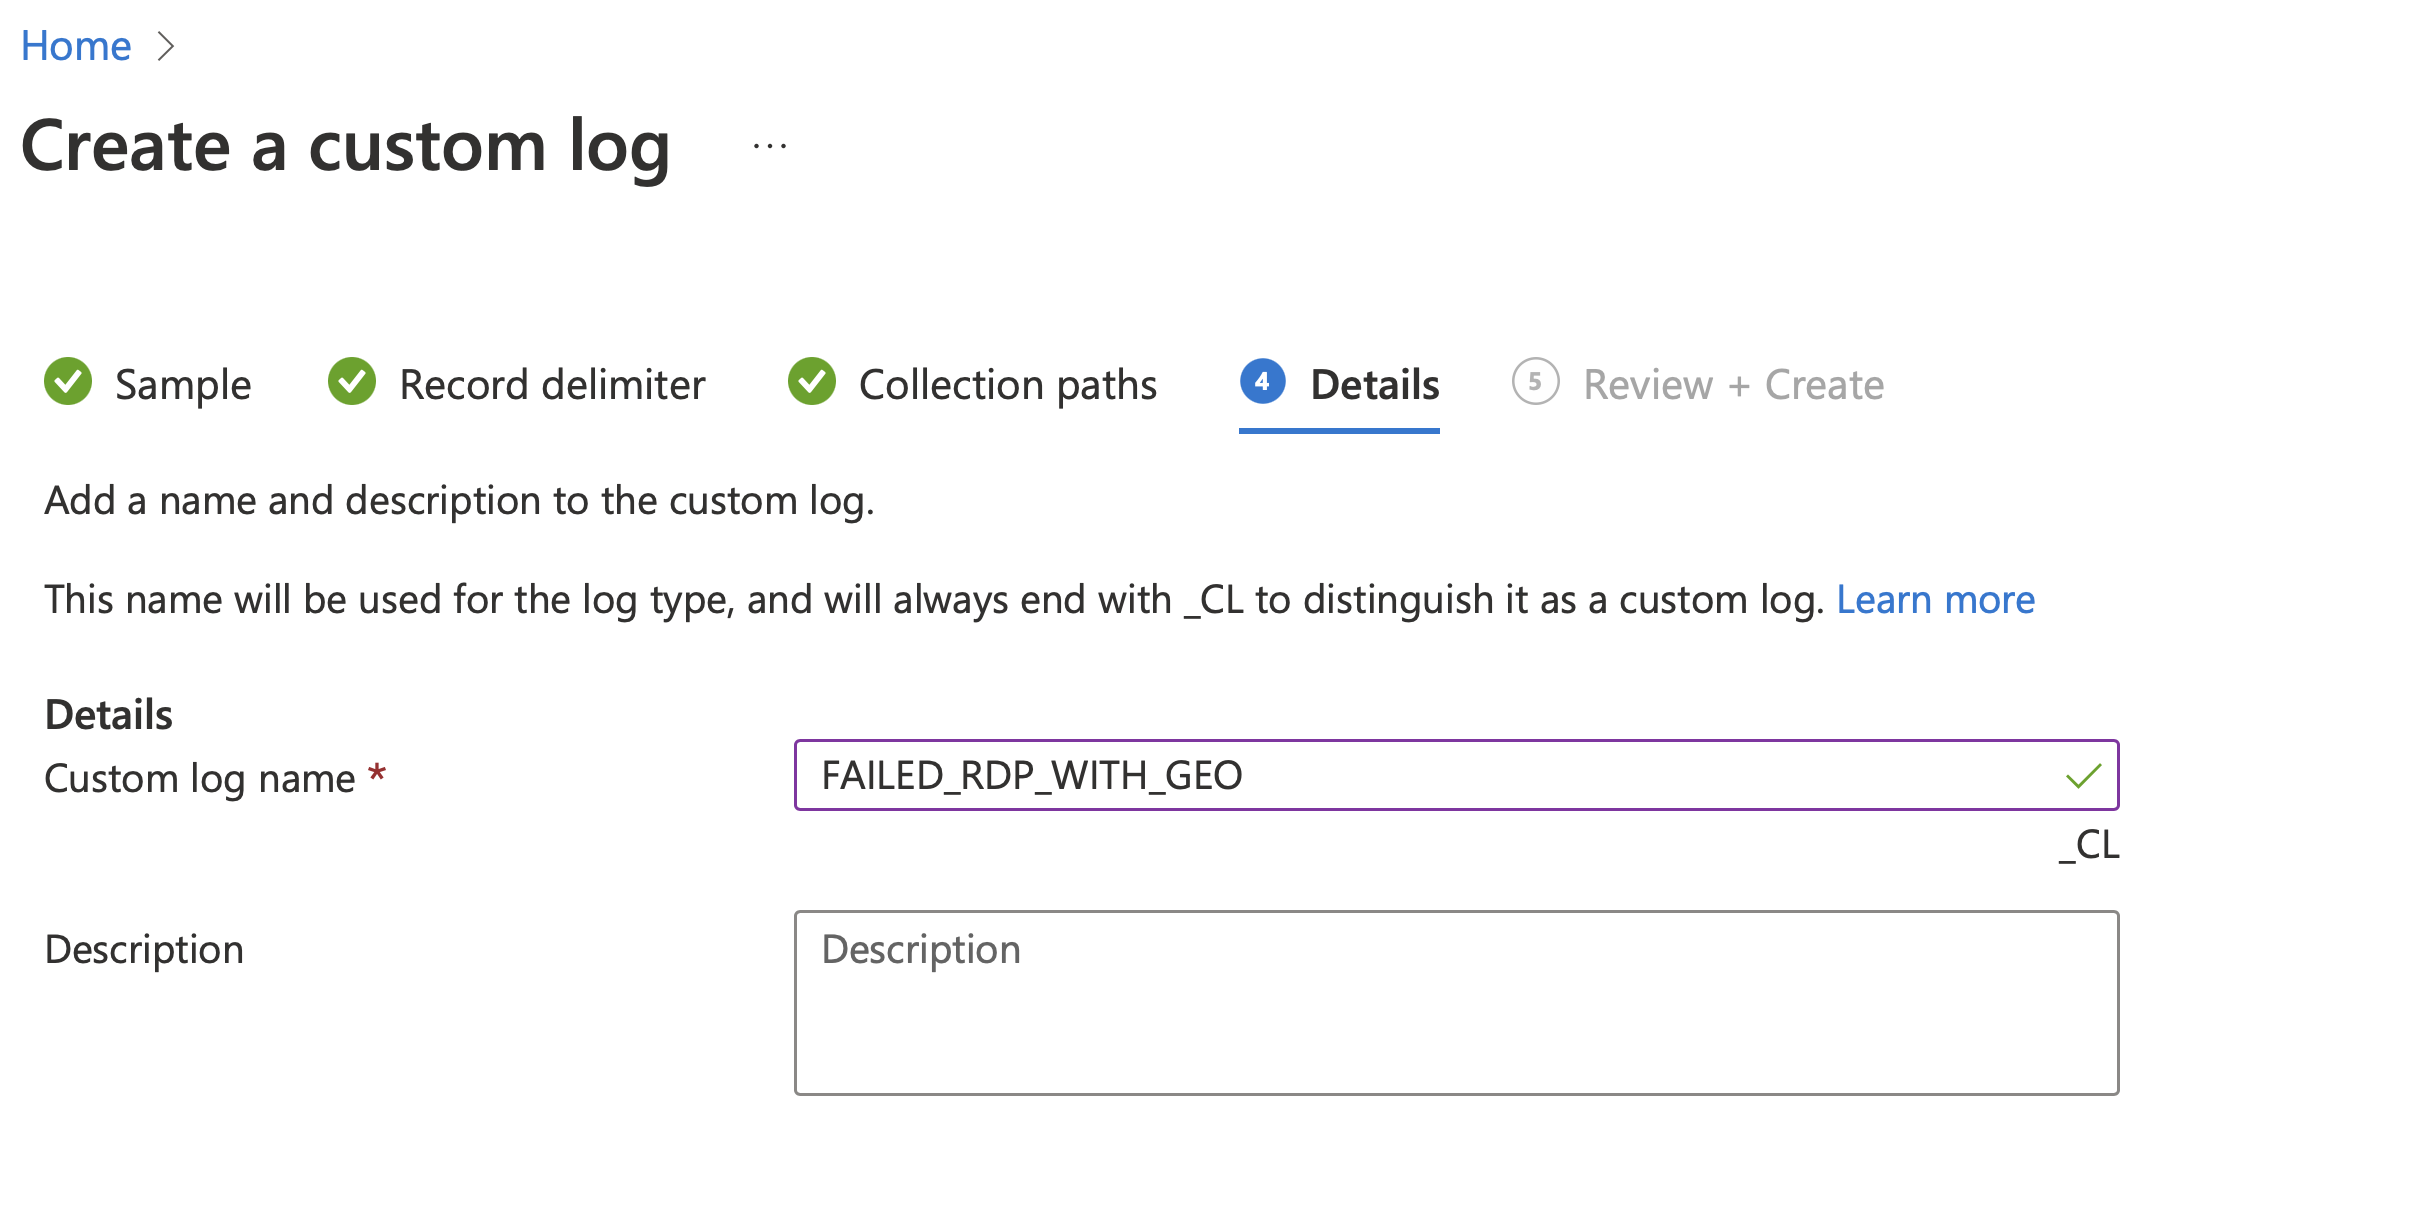 Home >
Create a custom log ...
Sample Record delimiter Collection paths 4 Details 5 Review + Create
Add a name and description to the custom log.
This name will be used for the log type, and will always end with _CL to distinguish it as a custom log. Learn more
Details
Custom log name * FAILED_RDP_WITH_GEO
_CL
Description Description